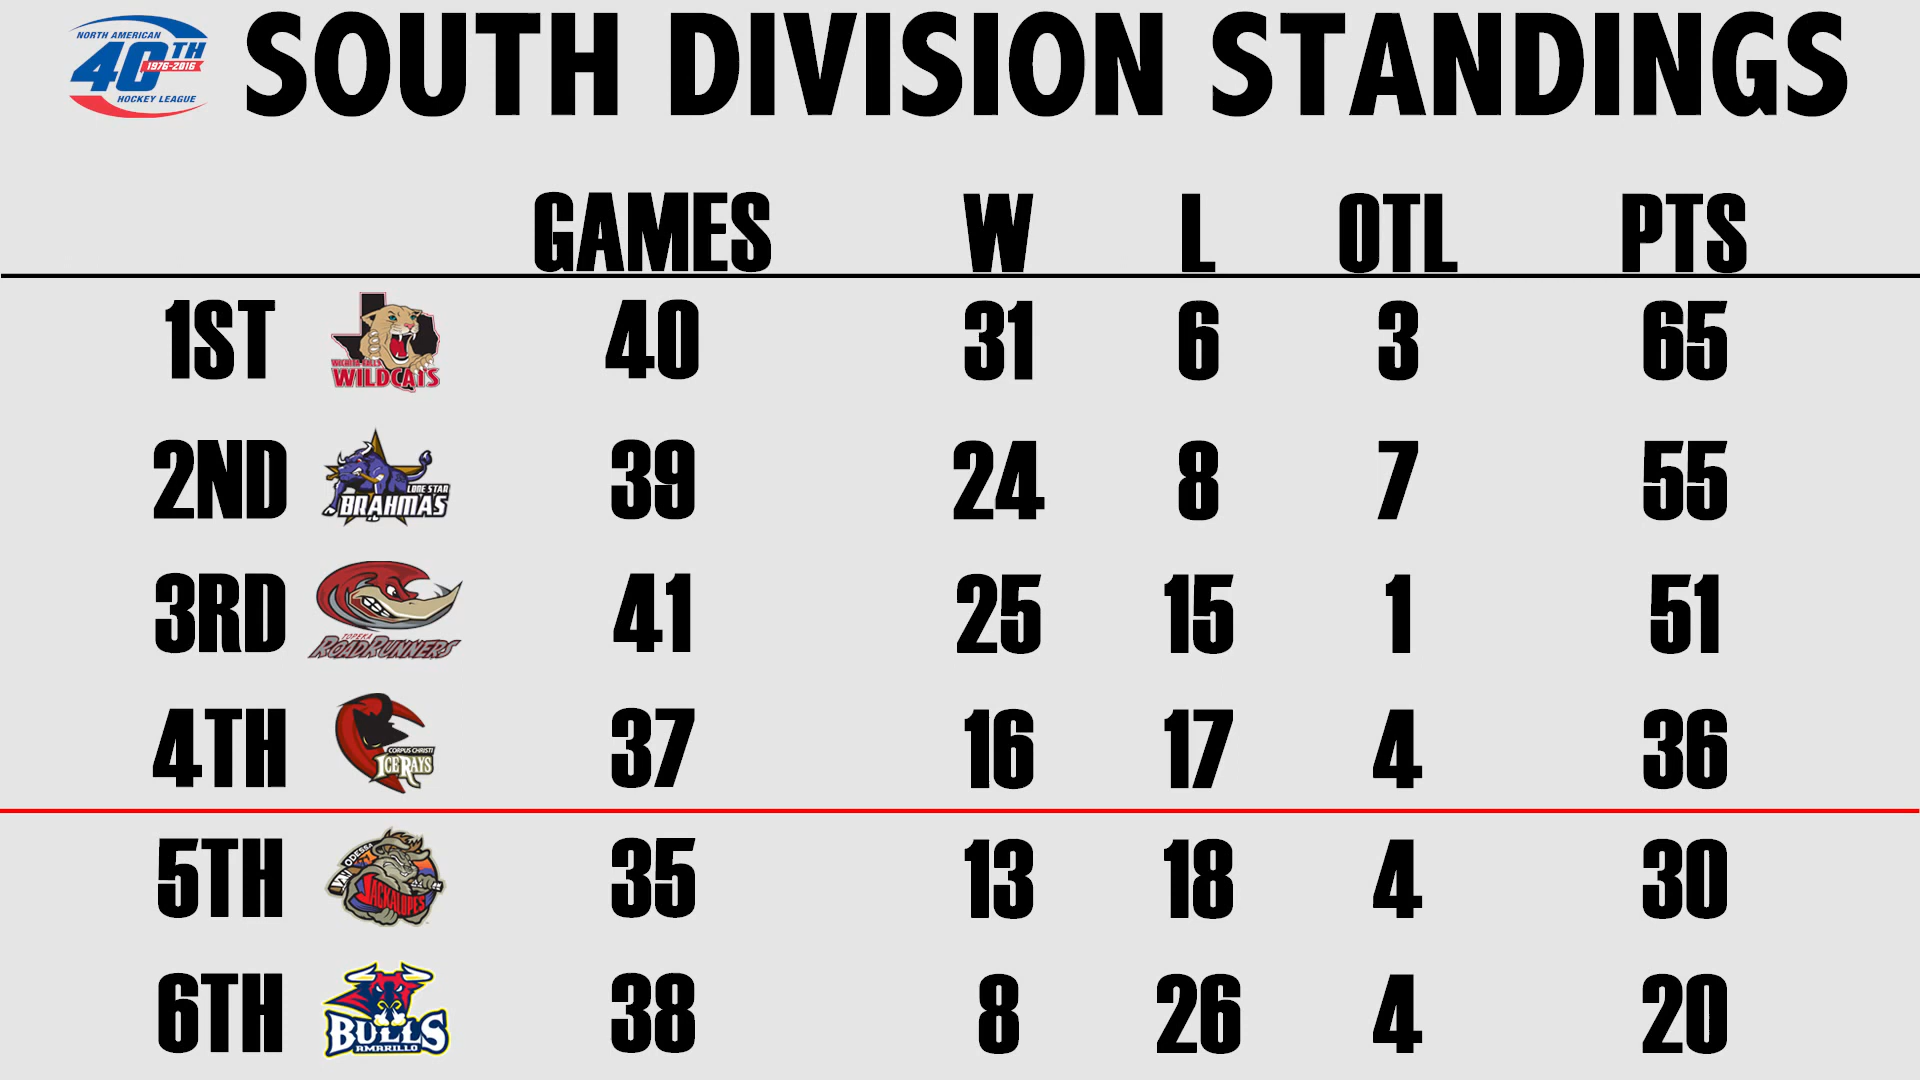 NORTH AMERICAN
40TH
1976-2016
HOCKEY LEAGUE
SOUTH DIVISION STANDINGS
GAMES W L OTL PTS
1ST WICHITA FALLS WILDCATS 40 31 6 3 65
2ND LONE STAR BRAHMAS 39 24 8 7 55
3RD TOPEKA ROADRUNNERS 41 25 15 1 51
4TH CORPUS CHRISTI ICERAYS 37 16 17 4 36
5TH ODESSA JACKALOPES 35 13 18 4 30
6TH BULLS AMARILLO 38 8 26 4 20